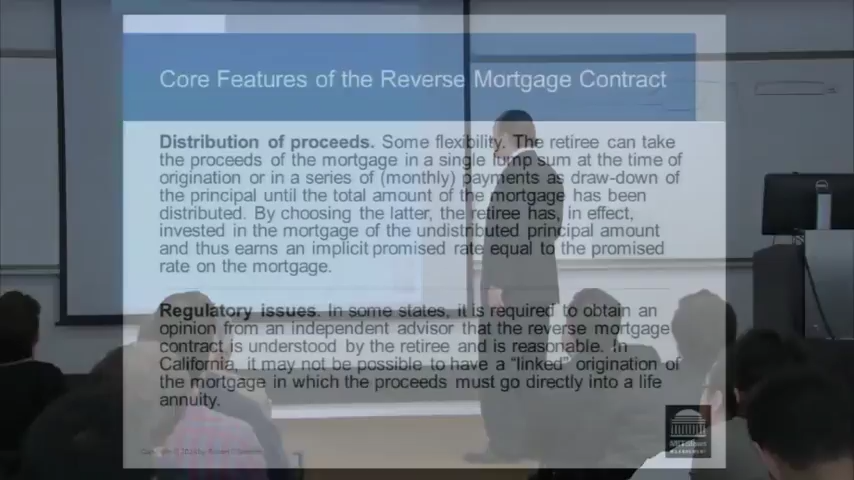 Core Features of the Reverse Mortgage Contract
Distribution of proceeds. Some flexibility. The retiree can take
the proceeds of the mortgage in a single lump sum at the time of
origination or in a series of (monthly) payments as draw-down of
the principal until the total amount of the mortgage has been
distributed. By choosing the latter, the retiree has, in effect,
invested in the mortgage of the undistributed principal amount
and thus earns an implicit promised rate equal to the promised
rate on the mortgage.
Regulatory issues. In some states, it is required to obtain an
opinion from an independent advisor that the reverse mortgage
contract is understood by the retiree and is reasonable. In
California, it may not be possible to have a “linked” origination of
the mortgage in which the proceeds must go directly into a life
annuity.
MANAGEMENT